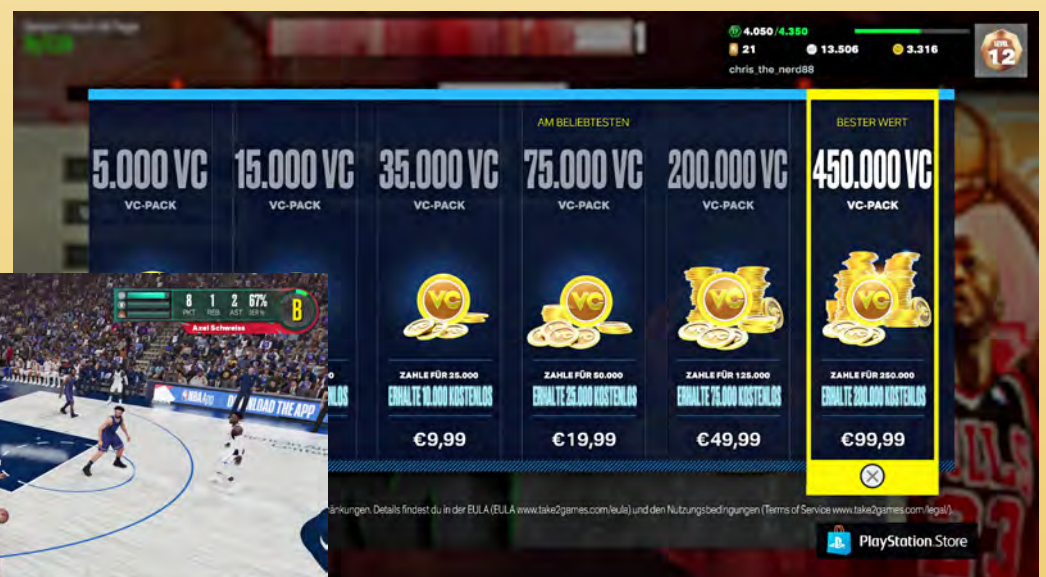 4.050/4.350
21 13.506 3.316
LEVEL 12
chris_the_nerd88
AM BELIEBTESTEN
BESTER WERT
5.000 VC
15.000 VC
35.000 VC
75.000 VC
200.000 VC
450.000 VC
VC-PACK
VC-PACK
VC-PACK
VC-PACK
VC-PACK
VC-PACK
VC
VC
VC
VC
ZAHLE FÜR 25.000
ZAHLE FÜR 50.000
ZAHLE FÜR 125.000
ZAHLE FÜR 250.000
ERHALTE 10.000 KOSTENLOS
ERHALTE 25.000 KOSTENLOS
ERHALTE 75.000 KOSTENLOS
ERHALTE 200.000 KOSTENLOS
€9,99
€19,99
€49,99
€99,99
änkungen. Details findest du in der EULA (EULA www.take2games.com/eula) und den Nutzungsbedingungen (Terms of Service www.take2games.com/legal/).
PlayStation Store
8 1 2 67%
PKT REB AST
B
Axel Schweiss
NBA App
THE APP
23